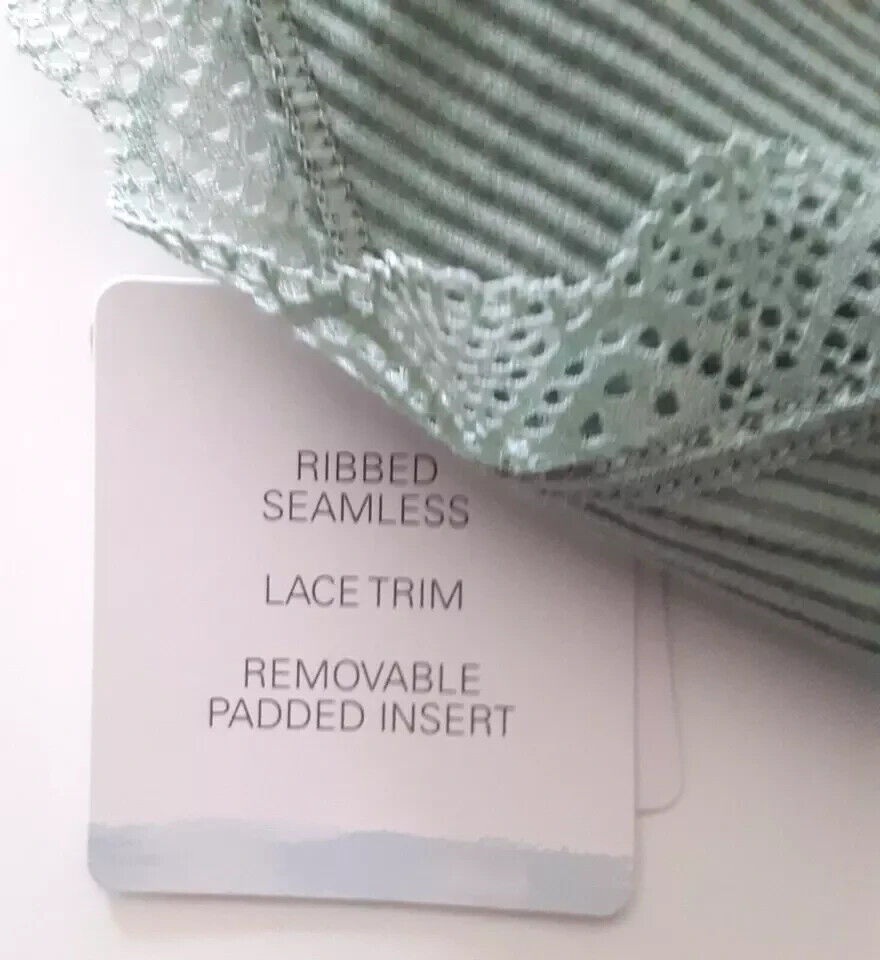 RIBBED
SEAMLESS
LACE TRIM
REMOVABLE
PADDED INSERT